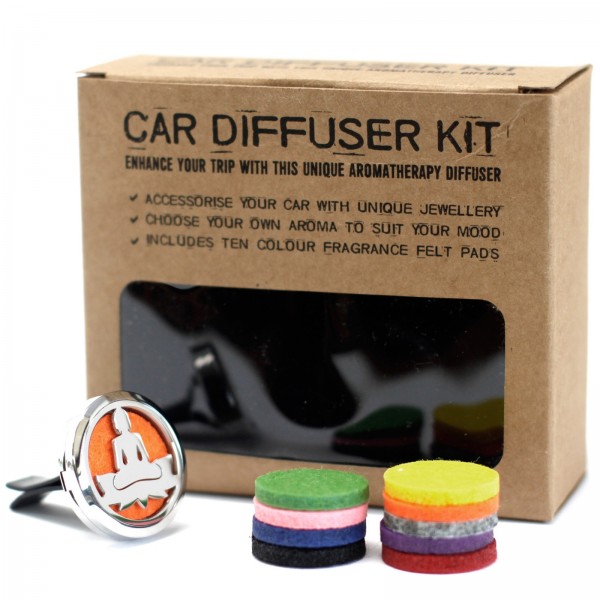 CAR DIFFUSER KIT
ENHANCE YOUR TRIP WITH THIS UNIQUE AROMATHERAPY DIFFUSER
✓ ACCESSORISE YOUR CAR WITH UNIQUE JEWELLERY
✓ CHOOSE YOUR OWN AROMA TO SUIT YOUR MOOD
✓ INCLUDES TEN COLOUR FRAGRANCE FELT PADS